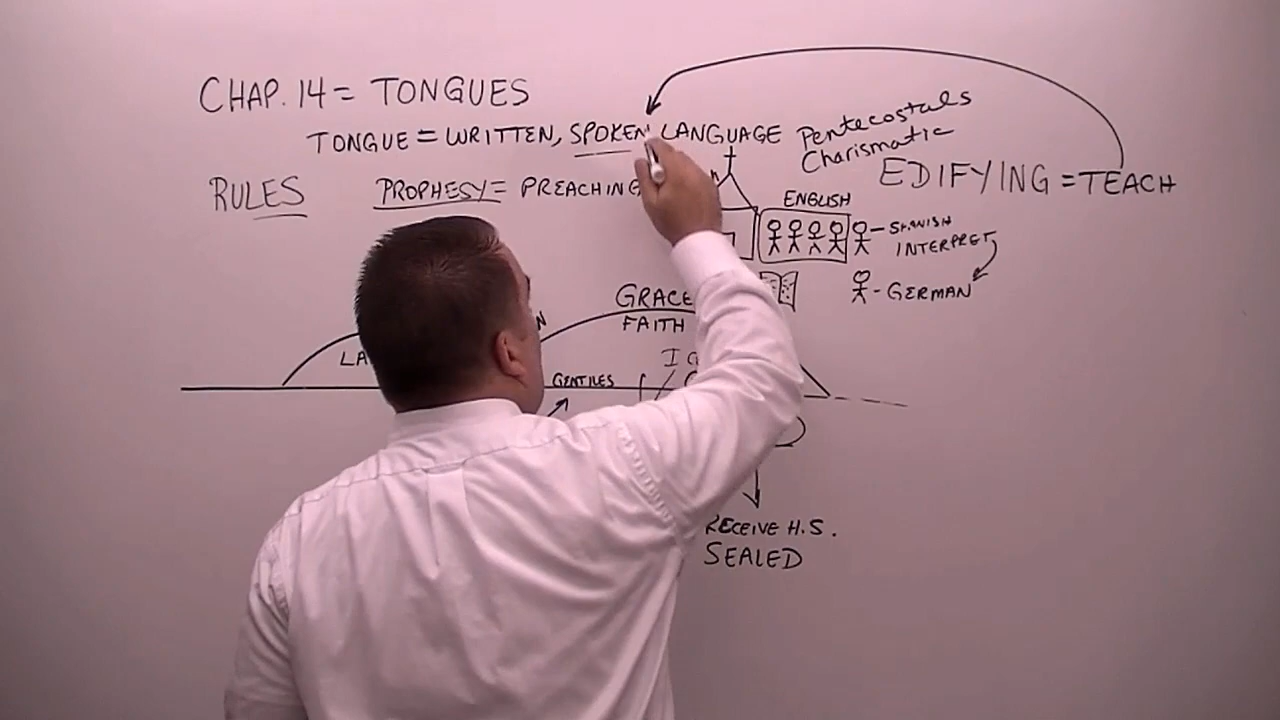 CHAP. 14 = TONGUES
TONGUE = WRITTEN, SPOKEN LANGUAGE
Pentecostals
Charismatic
EDIFYING = TEACH
RULES
PROPHESY = PREACHING
ENGLISH
- SPANISH
INTERPRET
- GERMAN
GRACE
FAITH
GENTILES
RECEIVE H.S.
SEALED